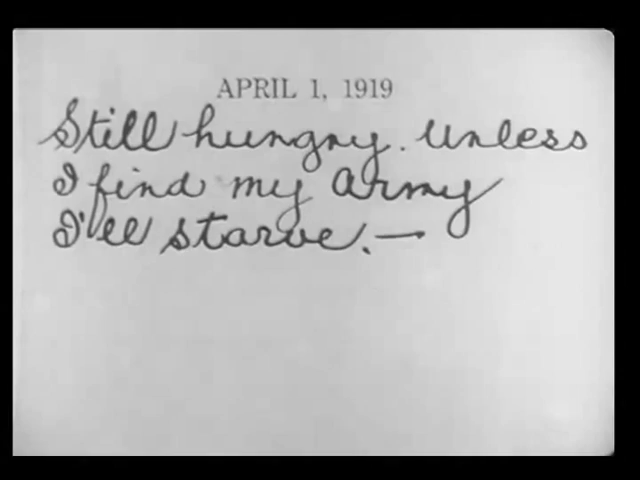 APRIL 1, 1919
Still hungry. Unless
I find my Army
I'll starve. —